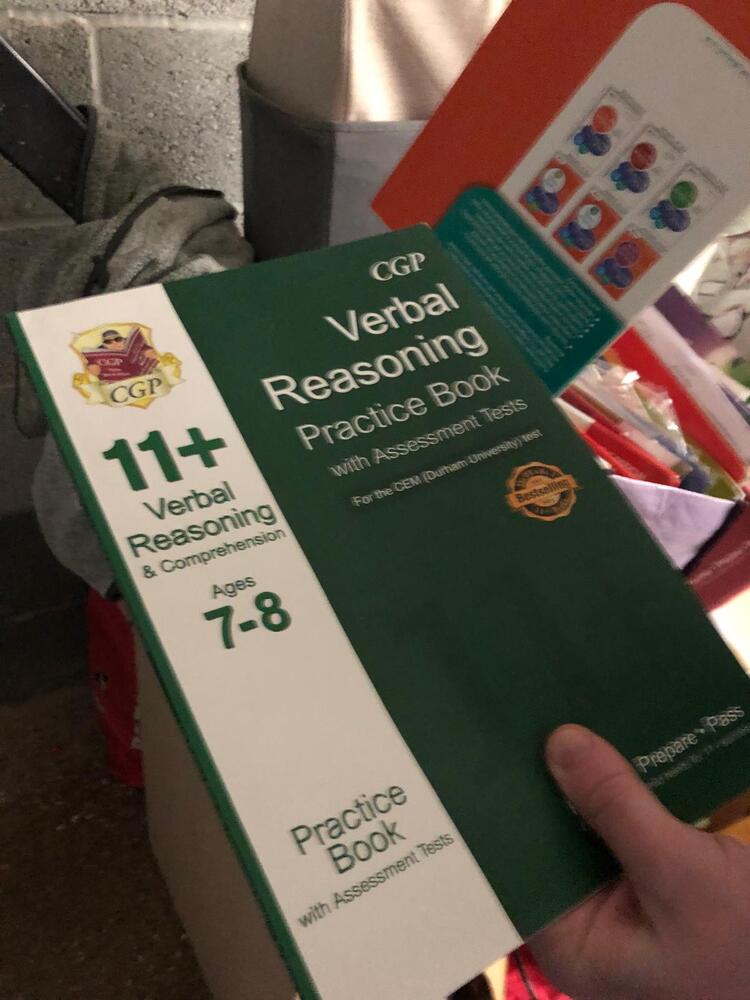 CGP
Verbal
Reasoning
Practice Book
with Assessment Tests
For the CEM (Durham University) test
Bestselling
CGP
CGP
11+
Verbal
Reasoning
& Comprehension
Ages
7-8
Practice
Book
with Assessment Tests
Prepare • Pass